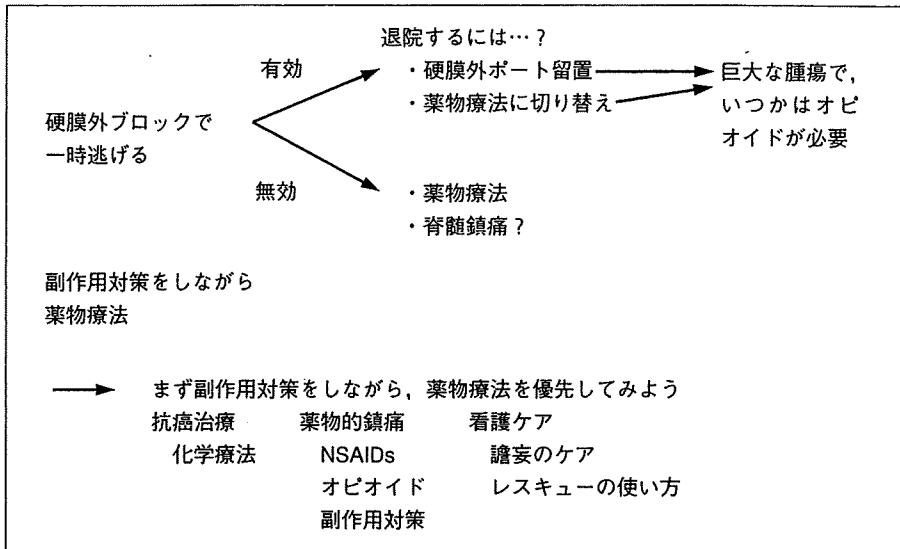 退院するには…？
有効
・硬膜外ポート留置
・薬物療法に切り替え
巨大な腫瘍で，
いつかはオピ
オイドが必要
硬膜外ブロックで
一時逃げる
無効
・薬物療法
・脊髄鎮痛？
副作用対策をしながら
薬物療法
まず副作用対策をしながら，薬物療法を優先してみよう
抗癌治療 薬物的鎮痛 看護ケア
化学療法 NSAIDs 譫妄のケア
オピオイド レスキューの使い方
副作用対策